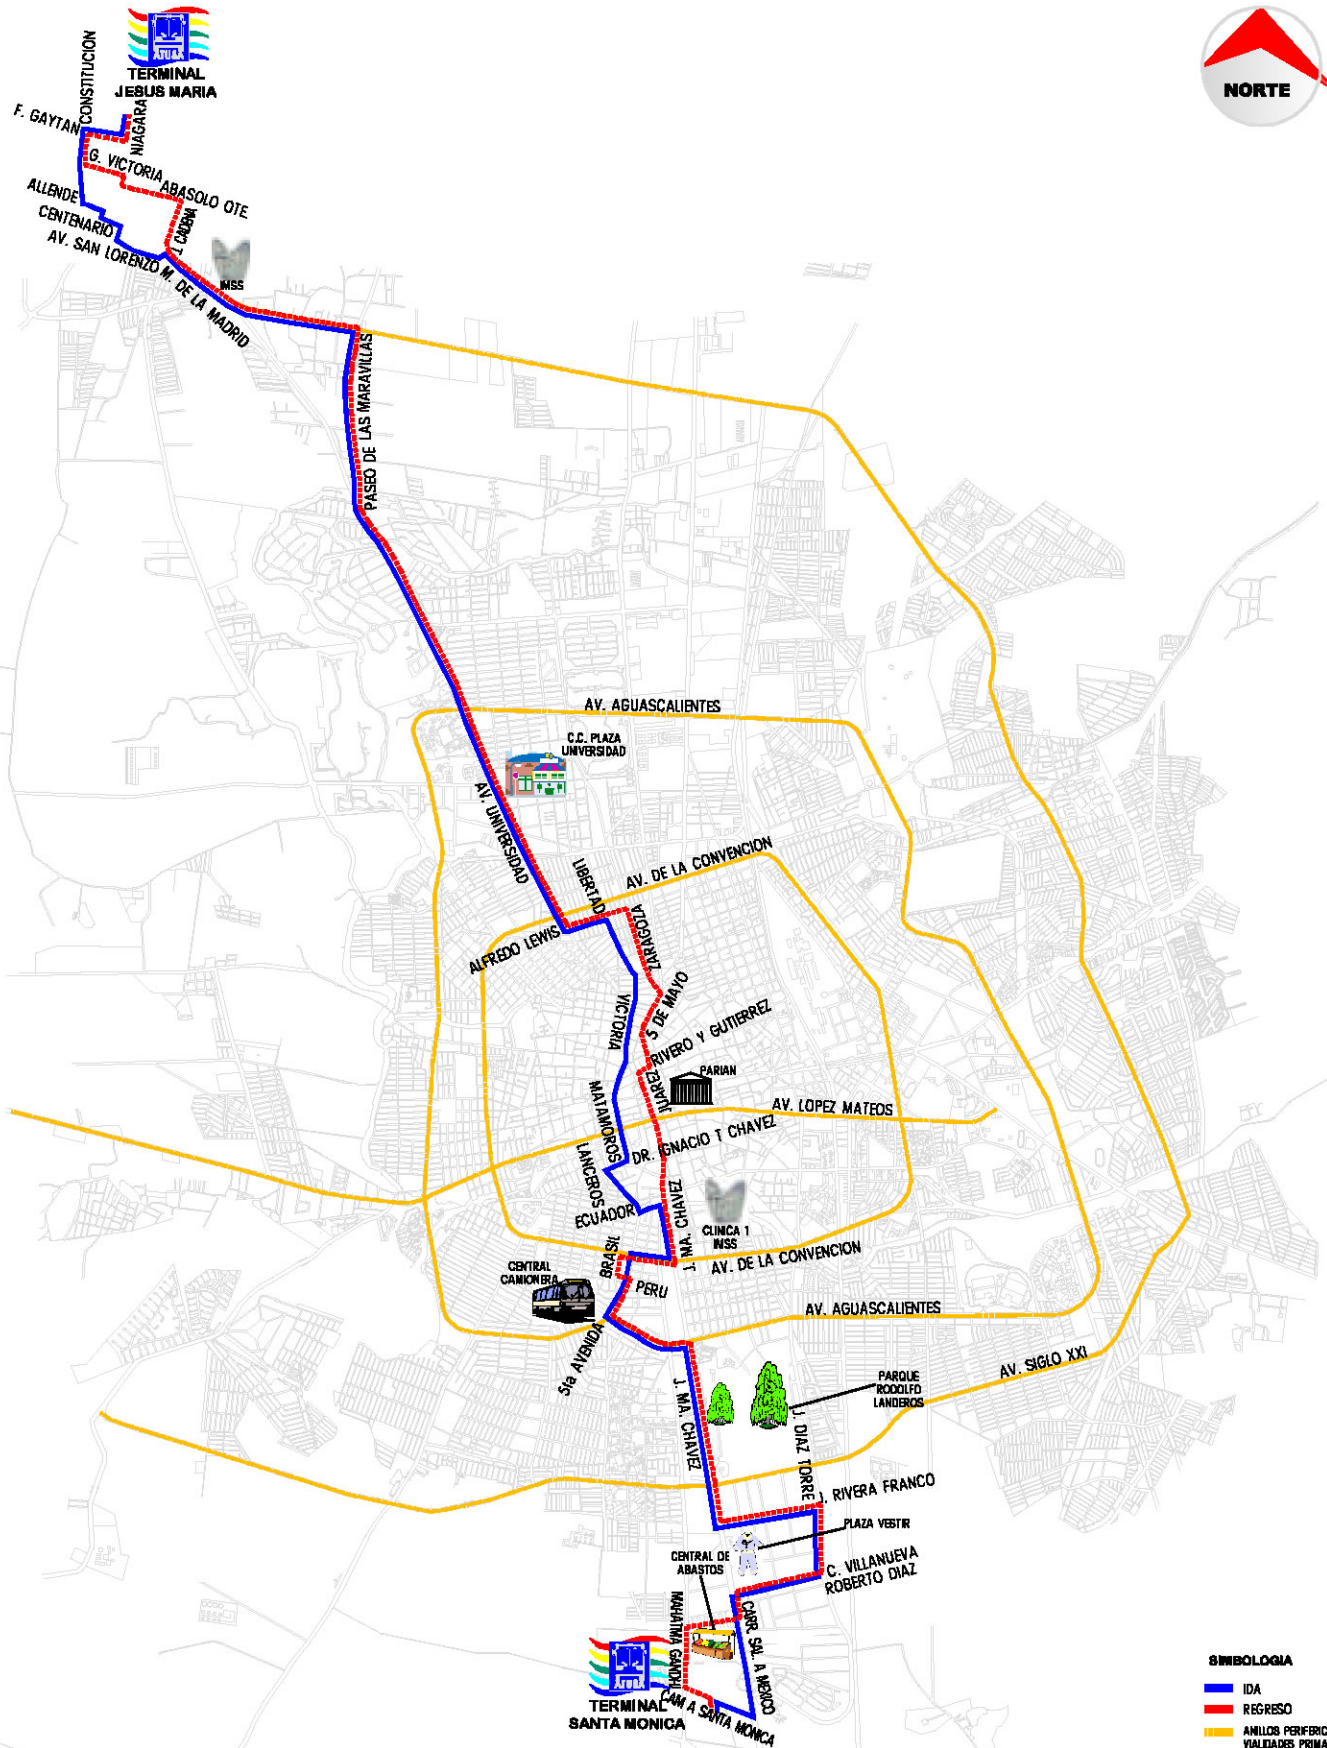 NORTE
ATUSA
TERMINAL
JESUS MARIA
CONSTITUCION
F. GAYTAN
NIAGARA
G. VICTORIA
ABASOLO OTE.
ALLENDE
CENTENARIO
J. CADENA
AV. SAN LORENZO
M. DE LA MADRID
IMSS
PASEO DE LAS MARAVILLAS
AV. AGUASCALIENTES
C.C. PLAZA
UNIVERSIDAD
AV. UNIVERSIDAD
LIBERTAD
AV. DE LA CONVENCION
ALFREDO LEWIS
ZARAGOZA
VICTORIA
5 DE MAYO
RIVERO Y GUTIERREZ
JUAREZ
PARIAN
MATAMOROS
AV. LOPEZ MATEOS
DR. IGNACIO T CHAVEZ
LANCEROS
ECUADOR
J. MA. CHAVEZ
CLINICA 1
IMSS
BRASIL
AV. DE LA CONVENCION
CENTRAL
CAMIONERA
PERU
AV. AGUASCALIENTES
5ta AVENIDA
AV. SIGLO XXI
J. MA. CHAVEZ
PARQUE
RODOLFO
LANDEROS
J. DIAZ TORRE
J. RIVERA FRANCO
PLAZA VESTIR
CENTRAL DE
ABASTOS
C. VILLANUEVA
ROBERTO DIAZ
MAHATMA GANDHI
CARR. SAL. A MEXICO
ATUSA
TERMINAL
SANTA MONICA
CAM A SANTA MONICA
SIMBOLOGIA
IDA
REGRESO
ANILLOS PERIFERIC
VIALIDADES PRIMA